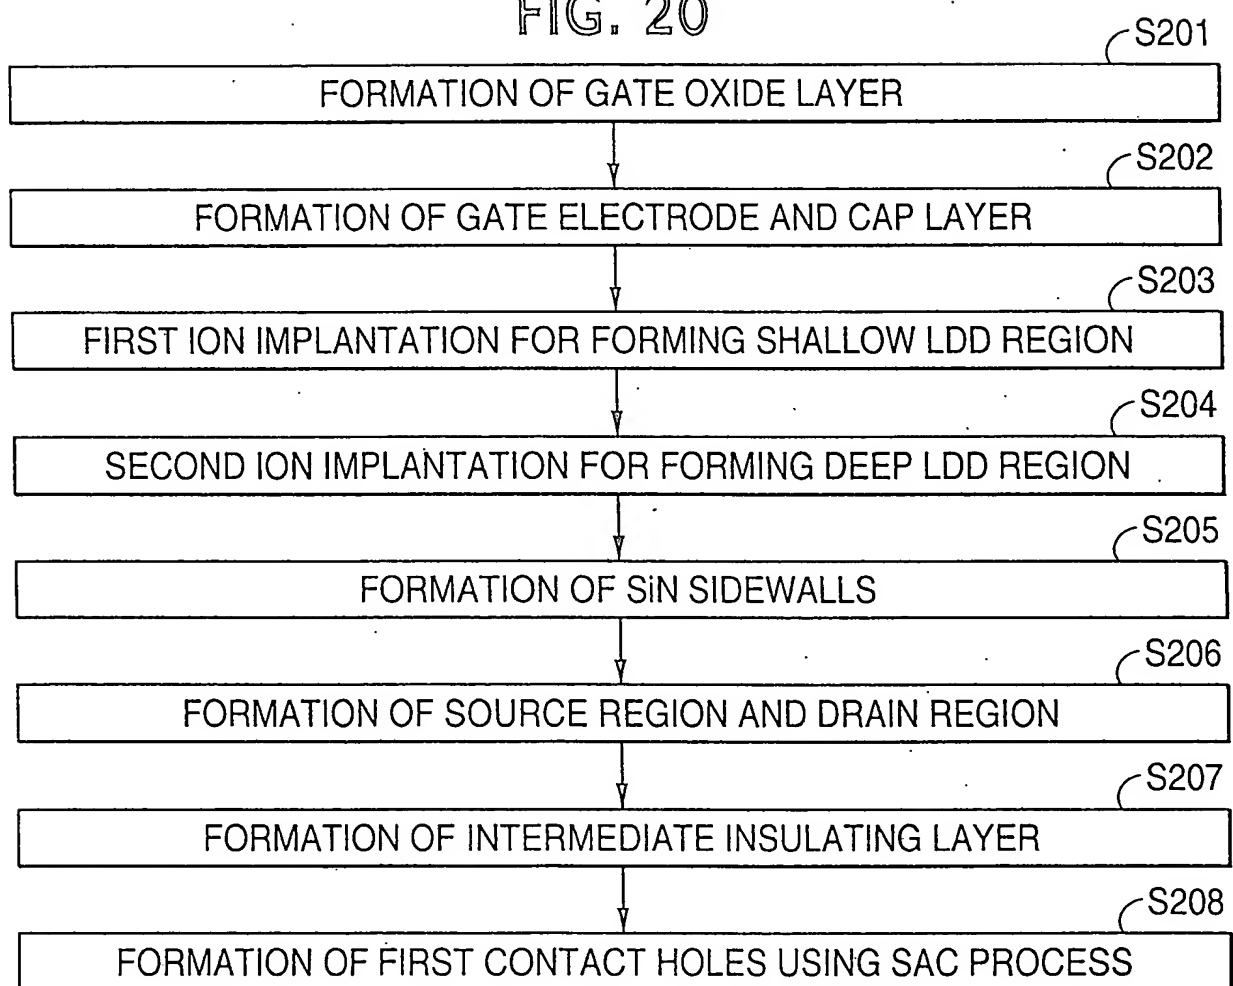 FIG. 20
S201
FORMATION OF GATE OXIDE LAYER
S202
FORMATION OF GATE ELECTRODE AND CAP LAYER
S203
FIRST ION IMPLANTATION FOR FORMING SHALLOW LDD REGION
S204
SECOND ION IMPLANTATION FOR FORMING DEEP LDD REGION
S205
FORMATION OF SiN SIDEWALLS
S206
FORMATION OF SOURCE REGION AND DRAIN REGION
S207
FORMATION OF INTERMEDIATE INSULATING LAYER
S208
FORMATION OF FIRST CONTACT HOLES USING SAC PROCESS